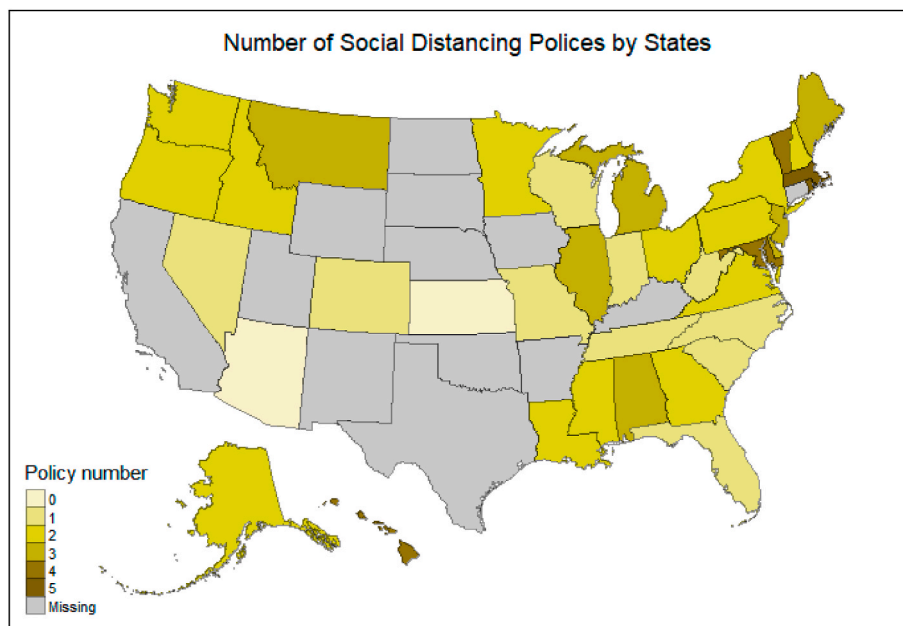 Number of Social Distancing Polices by States
Policy number
0
1
2
3
4
5
Missing